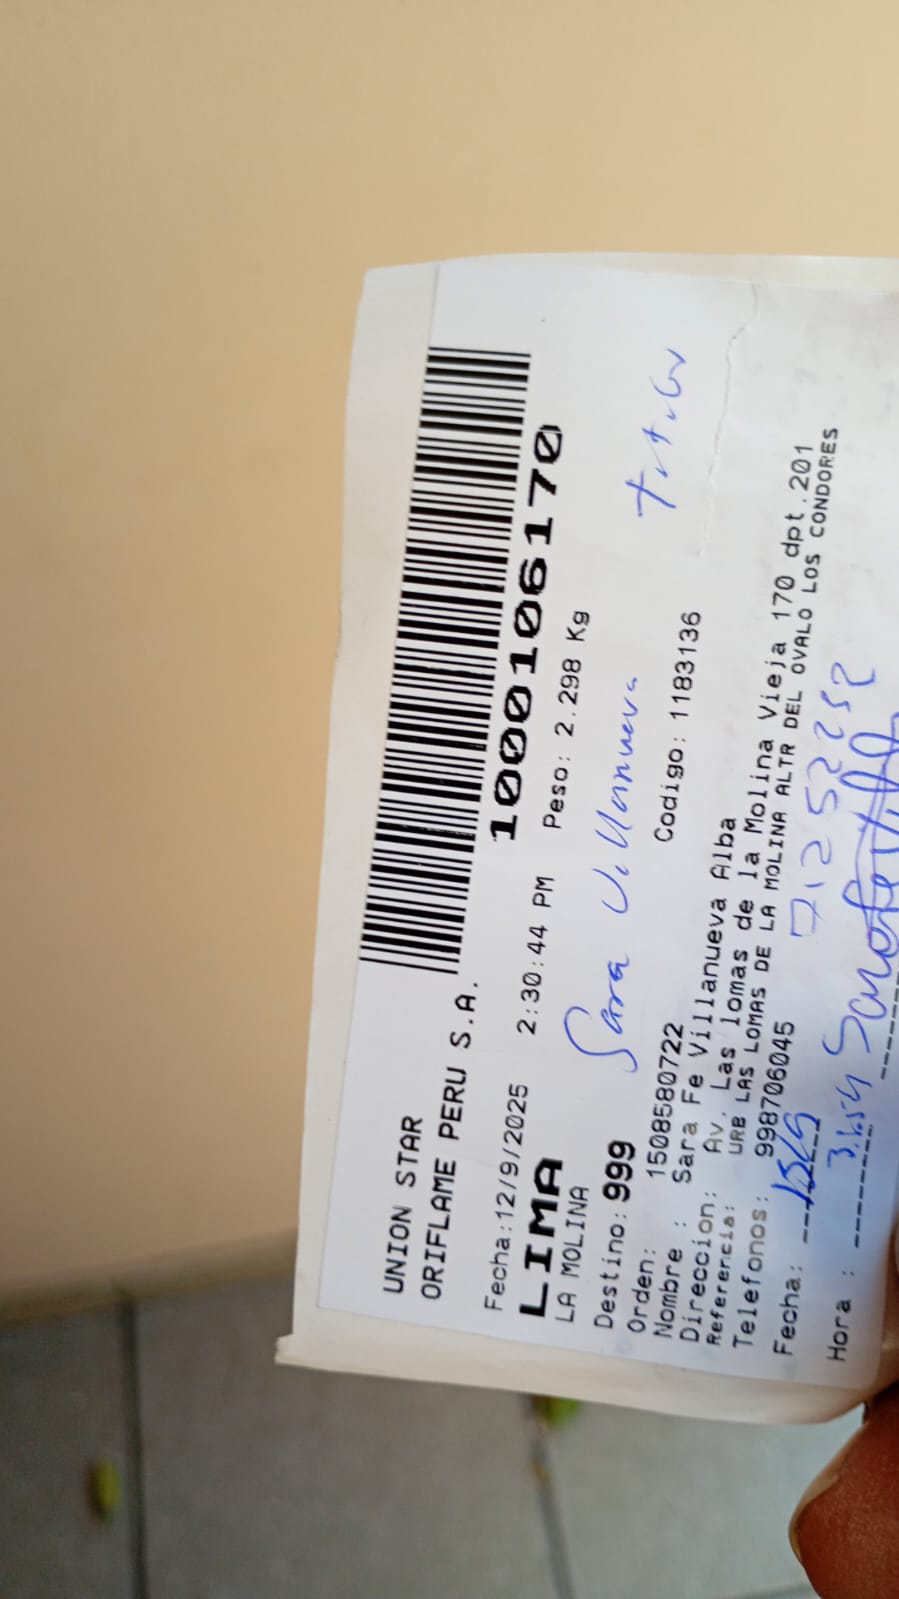 UNION STAR
ORIFLAME PERU S.A.
1000106170
Fecha:12/9/2025 2:30:44 PM Peso: 2.298 Kg
LIMA
LA MOLINA
Sara Villanueva
Destino: 999
Orden: 1508580722 Codigo: 1183136
Nombre : Sara Fe Villanueva Alba
Direccion: Av. Las lomas de la Molina Vieja 170 dpt.201
Referencia: URB LAS LOMAS DE LA MOLINA ALTR DEL OVALO LOS CONDORES
Telefonos: 998706045
Fecha:
Hora :